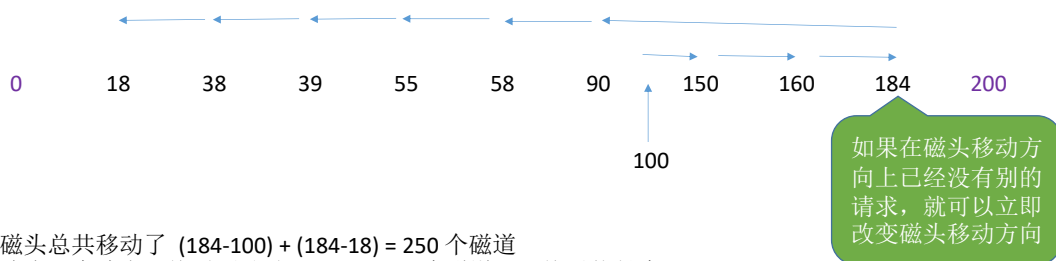 0 18 38 39 55 58 90 150 160 184 200
100
如果在磁头移动方
向上已经没有别的
请求，就可以立即
改变磁头移动方向
磁头总共移动了 (184-100) + (184-18) = 250 个磁道